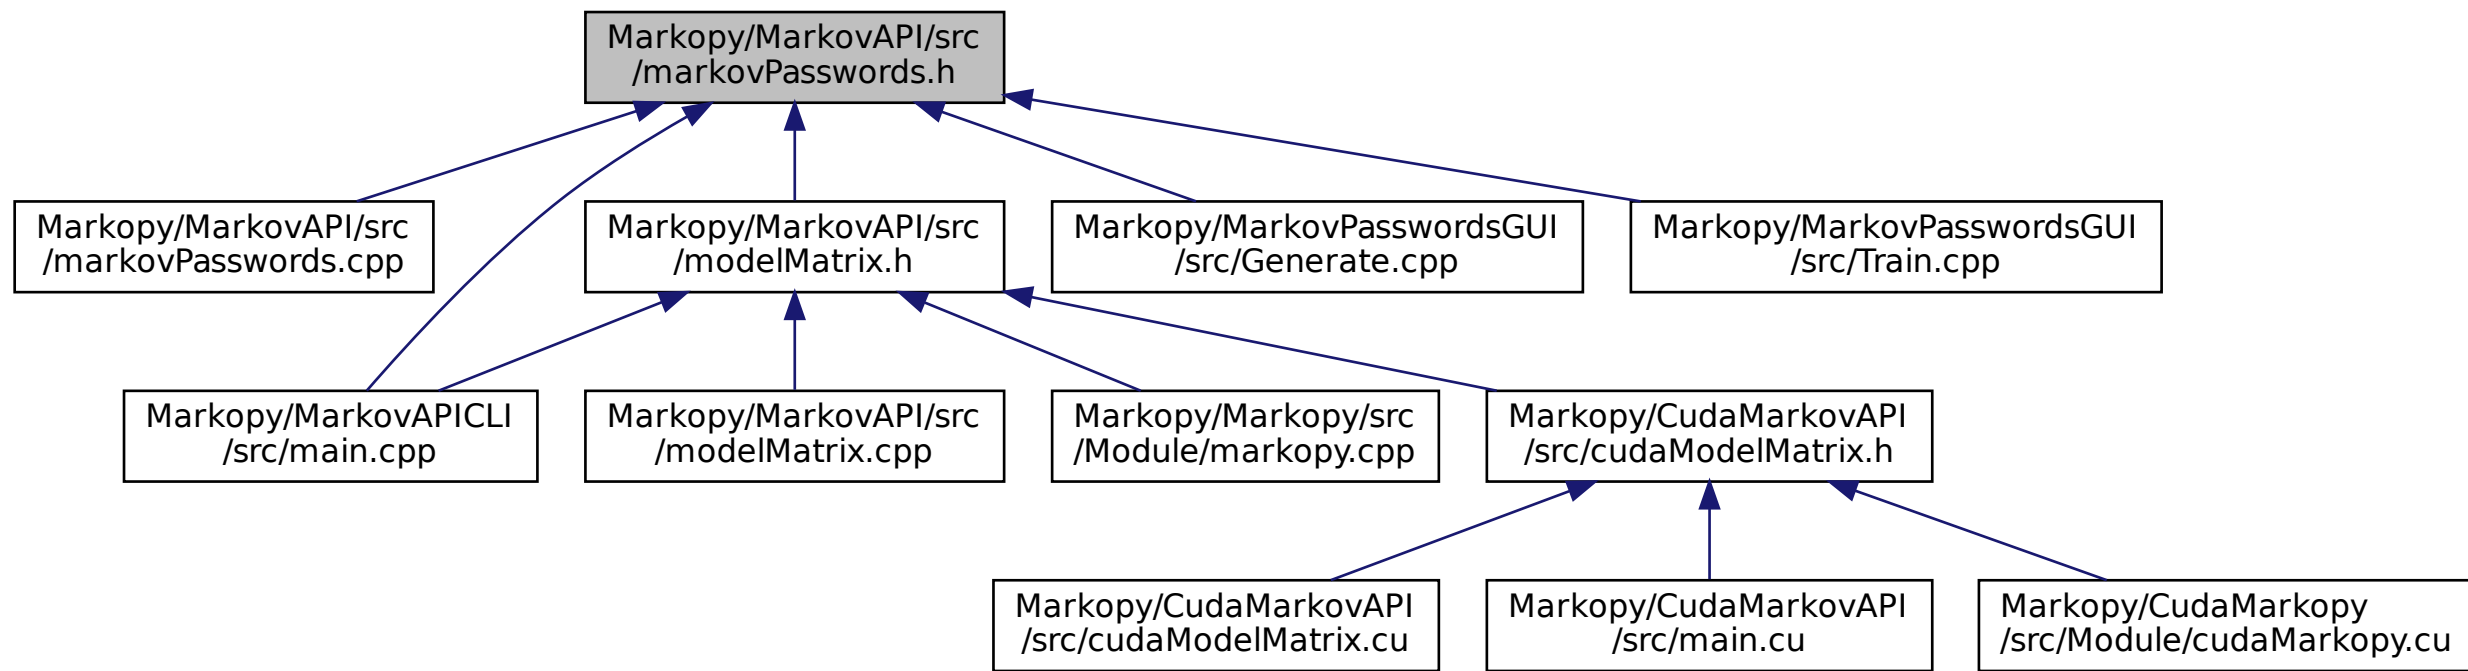 Markopy/MarkovAPI/src
/markovPasswords.h
Markopy/MarkovAPI/src
/markovPasswords.cpp
Markopy/MarkovAPI/src
/modelMatrix.h
Markopy/MarkovPasswordsGUI
/src/Generate.cpp
Markopy/MarkovPasswordsGUI
/src/Train.cpp
Markopy/MarkovAPICLI
/src/main.cpp
Markopy/MarkovAPI/src
/modelMatrix.cpp
Markopy/Markopy/src
/Module/markopy.cpp
Markopy/CudaMarkovAPI
/src/cudaModelMatrix.h
Markopy/CudaMarkovAPI
/src/cudaModelMatrix.cu
Markopy/CudaMarkovAPI
/src/main.cu
Markopy/CudaMarkopy
/src/Module/cudaMarkopy.cu